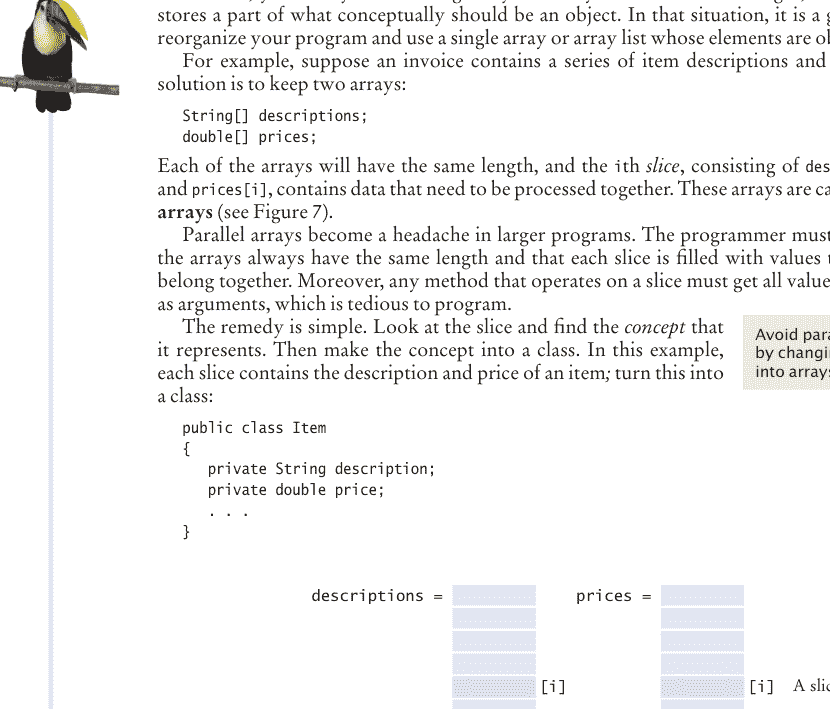 stores a part of what conceptually should be an object. In that situation, it is a
reorganize your program and use a single array or array list whose elements are
For example, suppose an invoice contains a series of item descriptions and
solution is to keep two arrays:
String[] descriptions;
double[] prices;
Each of the arrays will have the same length, and the ith slice, consisting of
and prices[i], contains data that need to be processed together. These arrays are
arrays (see Figure 7).
Parallel arrays become a headache in larger programs. The programmer must
the arrays always have the same length and that each slice is filled with values
belong together. Moreover, any method that operates on a slice must get all
as arguments, which is tedious to program.
The remedy is simple. Look at the slice and find the concept that
it represents. Then make the concept into a class. In this example,
each slice contains the description and price of an item; turn this into
a class:
Avoid
by
into
public class Item
{
private String description;
private double price;
. . .
}
descriptions =
prices =
[i]
[i]
A